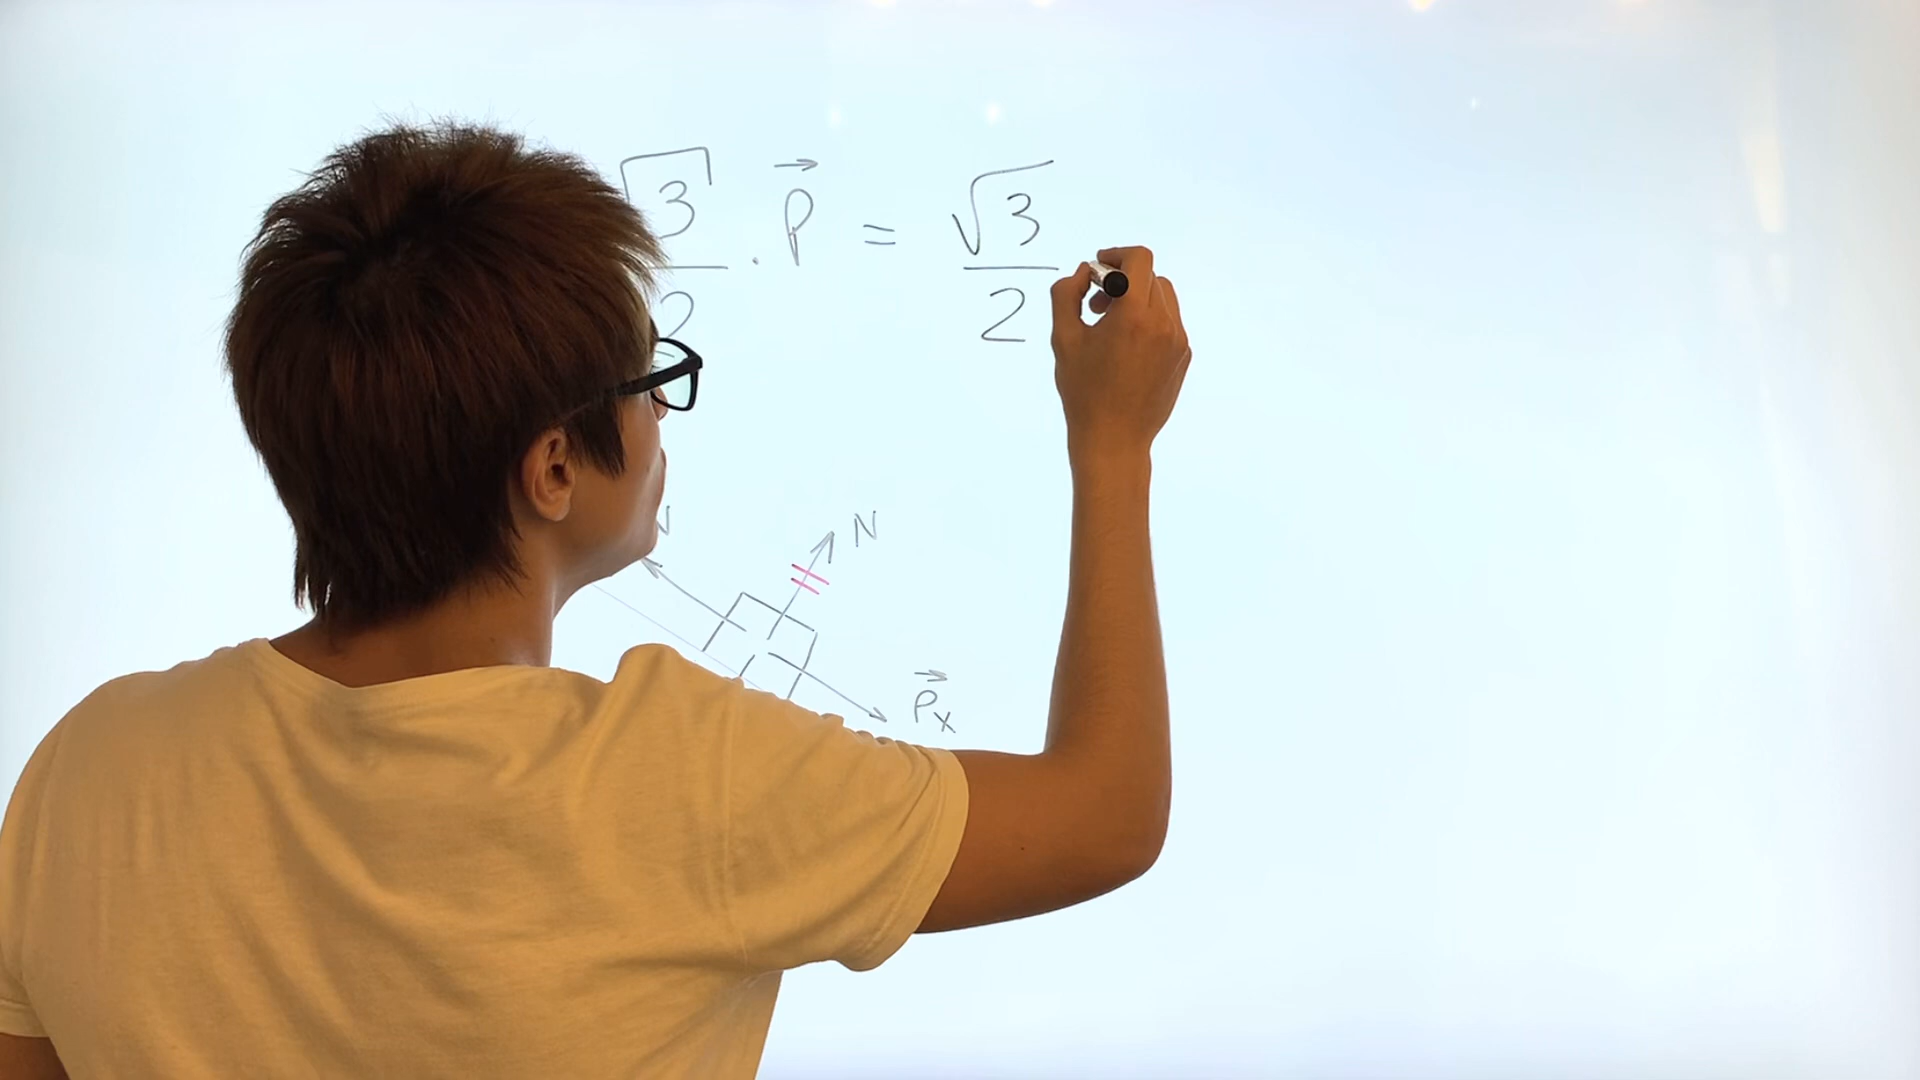 √3/2 . P⃗ = √3/2
N
P⃗x